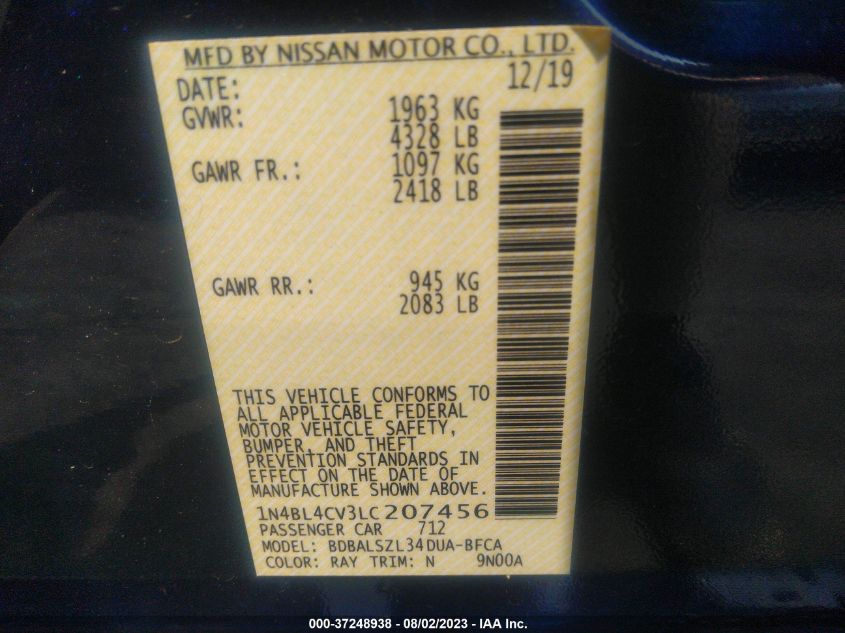 MFD BY NISSAN MOTOR CO., LTD.
DATE: 12/19
GVWR: 1963 KG
4328 LB
GAWR FR.: 1097 KG
2418 LB
GAWR RR.: 945 KG
2083 LB
THIS VEHICLE CONFORMS TO
ALL APPLICABLE FEDERAL
MOTOR VEHICLE SAFETY,
BUMPER, AND THEFT
PREVENTION STANDARDS IN
EFFECT ON THE DATE OF
MANUFACTURE SHOWN ABOVE.
1N4BL4CV3LC207456
PASSENGER CAR 712
MODEL: BDBALSZL34DUA-BFCA
COLOR: RAY TRIM: N 9N00A
000-37248938 - 08/02/2023 - IAA Inc.